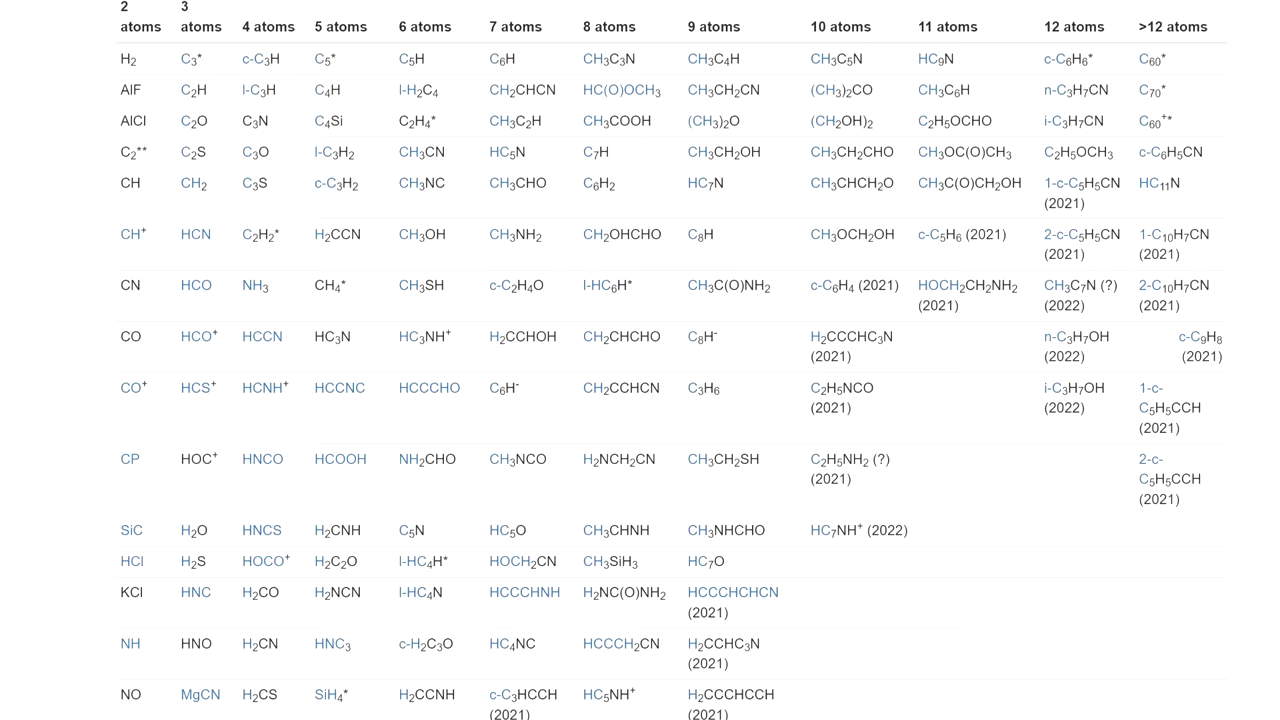 2 atoms 3 atoms 4 atoms 5 atoms 6 atoms 7 atoms 8 atoms 9 atoms 10 atoms 11 atoms 12 atoms >12 atoms
H₂ C₃* c-C₃H C₅* C₅H C₆H CH₃C₃N CH₃C₄H CH₃C₅N HC₉N c-C₆H₆* C₆₀*
AlF C₂H l-C₃H C₄H l-H₂C₄ CH₂CHCN HC(O)OCH₃ CH₃CH₂CN (CH₃)₂CO CH₃C₆H n-C₃H₇CN C₇₀*
AlCl C₂O C₃N C₄Si C₂H₄* CH₃C₂H CH₃COOH (CH₃)₂O (CH₂OH)₂ C₂H₅OCHO i-C₃H₇CN C₆₀⁺*
C₂** C₂S C₃O l-C₃H₂ CH₃CN HC₅N C₇H CH₃CH₂OH CH₃CH₂CHO CH₃OC(O)CH₃ C₂H₅OCH₃ c-C₆H₅CN
CH CH₂ C₃S c-C₃H₂ CH₃NC CH₃CHO C₆H₂ HC₇N CH₃CHCH₂O CH₃C(O)CH₂OH 1-c-C₅H₅CN (2021) HC₁₁N
CH⁺ HCN C₂H₂* H₂CCN CH₃OH CH₃NH₂ CH₂OHCHO C₈H CH₃OCH₂OH c-C₅H₆ (2021) 2-c-C₅H₅CN (2021) 1-C₁₀H₇CN (2021)
CN HCO NH₃ CH₄* CH₃SH c-C₂H₄O l-HC₆H* CH₃C(O)NH₂ c-C₆H₄ (2021) HOCH₂CH₂NH₂ (2021) CH₃C₇N (?) (2022) 2-C₁₀H₇CN (2021)
CO HCO⁺ HCCN HC₃N HC₃NH⁺ H₂CCHOH CH₂CHCHO C₈H⁻ H₂CCCHC₃N (2021) n-C₃H₇OH (2022) c-C₉H₈ (2021)
CO⁺ HCS⁺ HCNH⁺ HCCNC HCCCHO C₆H⁻ CH₂CCHCN C₃H₆ C₂H₅NCO (2021) i-C₃H₇OH (2022) 1-c-C₅H₅CCH (2021)
CP HOC⁺ HNCO HCOOH NH₂CHO CH₃NCO H₂NCH₂CN CH₃CH₂SH C₂H₅NH₂ (?) (2021) 2-c-C₅H₅CCH (2021)
SiC H₂O HNCS H₂CNH C₅N HC₅O CH₃CHNH CH₃NHCHO HC₇NH⁺ (2022)
HCl H₂S HOCO⁺ H₂C₂O l-HC₄H* HOCH₂CN CH₃SiH₃ HC₇O
KCl HNC H₂CO H₂NCN l-HC₄N HCCCHNH H₂NC(O)NH₂ HCCCHCHCN (2021)
NH HNO H₂CN HNC₃ c-H₂C₃O HC₄NC HCCCH₂CN H₂CCHC₃N (2021)
NO MgCN H₂CS SiH₄* H₂CCNH c-C₃HCCH (2021) HC₅NH⁺ H₂CCCHCCH (2021)